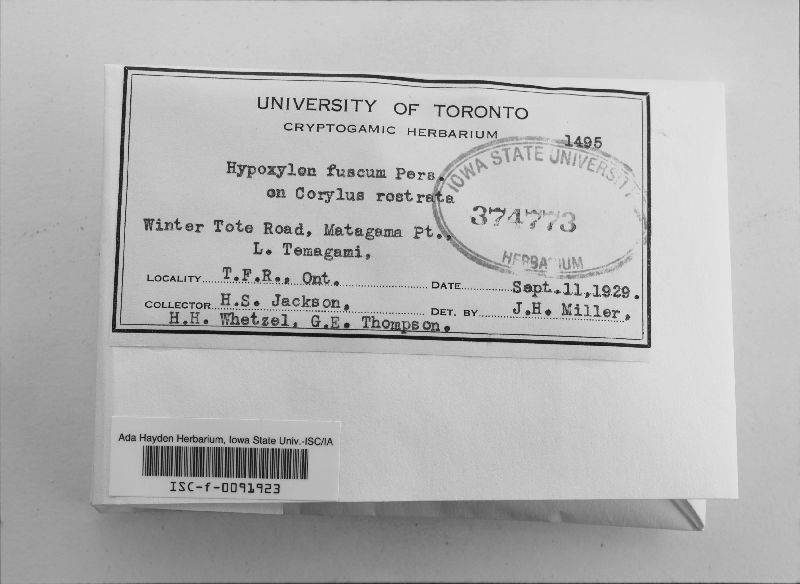 UNIVERSITY OF TORONTO
CRYPTOGAMIC HERBARIUM
1495
Hypoxylon fuscum Pers.
on Corylus rostrata
IOWA STATE UNIVERSITY
374773
HERBARIUM
Winter Tote Road, Matagama Pt.,
L. Temagami,
LOCALITY T.F.R., Ont. DATE Sept.11,1929.
COLLECTOR H.S. Jackson, DET. BY J.H. Miller,
H.H. Whetzel, G.E. Thompson.
Ada Hayden Herbarium, Iowa State Univ.-ISC/IA
ISC-f-0091923